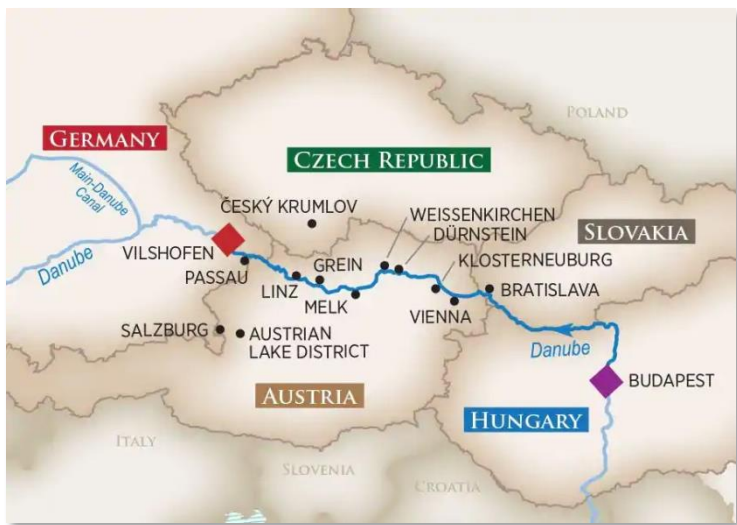 POLAND
GERMANY
CZECH REPUBLIC
Main-Danube
Canal
ČESKÝ KRUMLOV
WEISSENKIRCHEN
DÜRNSTEIN
SLOVAKIA
VILSHOFEN
Danube
PASSAU
GREIN
KLOSTERNEUBURG
LINZ
MELK
BRATISLAVA
VIENNA
SALZBURG
AUSTRIAN
LAKE DISTRICT
Danube
BUDAPEST
AUSTRIA
HUNGARY
ITALY
SLOVENIA
CROATIA